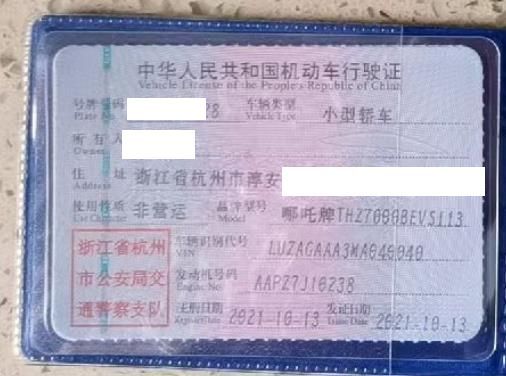 中华人民共和国机动车行驶证
Vehicle License of the People's Republic of China
号牌号码 8 车辆类型 小型轿车
Plate No. Vehicle Type
所有人
Owner
住址 浙江省杭州市淳安
Address
使用性质 非营运 品牌型号 哪吒牌THZ7000BEVS113
Use Character Model
浙江省杭州 车辆识别代号 LUZAGAAA3MA049040
市公安局交 VIN
通警察支队 发动机号码 AAPZ7J10238
Engine No.
注册日期 2021-10-13 发证日期 2021-10-13
Register Date Issue Date